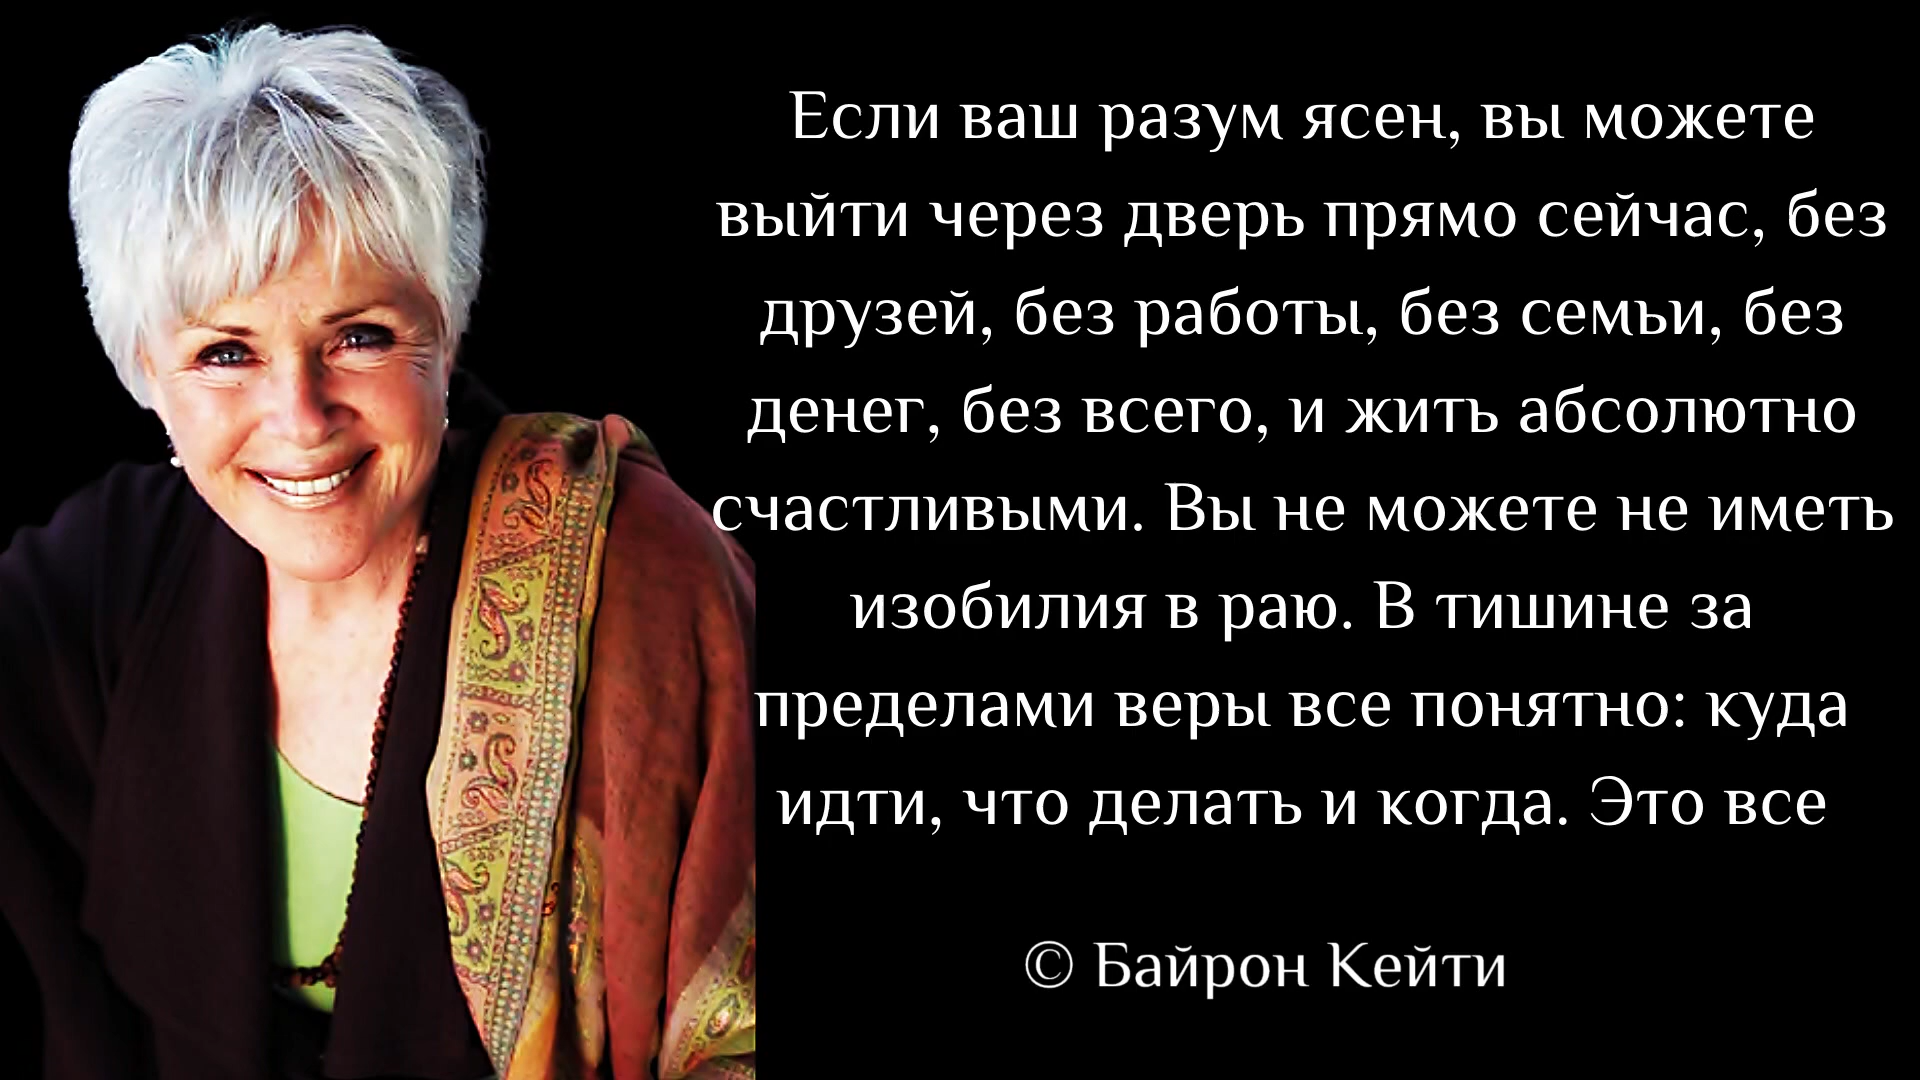 Если ваш разум ясен, вы можете
выйти через дверь прямо сейчас, без
друзей, без работы, без семьи, без
денег, без всего, и жить абсолютно
счастливыми. Вы не можете не иметь
изобилия в раю. В тишине за
пределами веры все понятно: куда
идти, что делать и когда. Это все
© Байрон Кейти